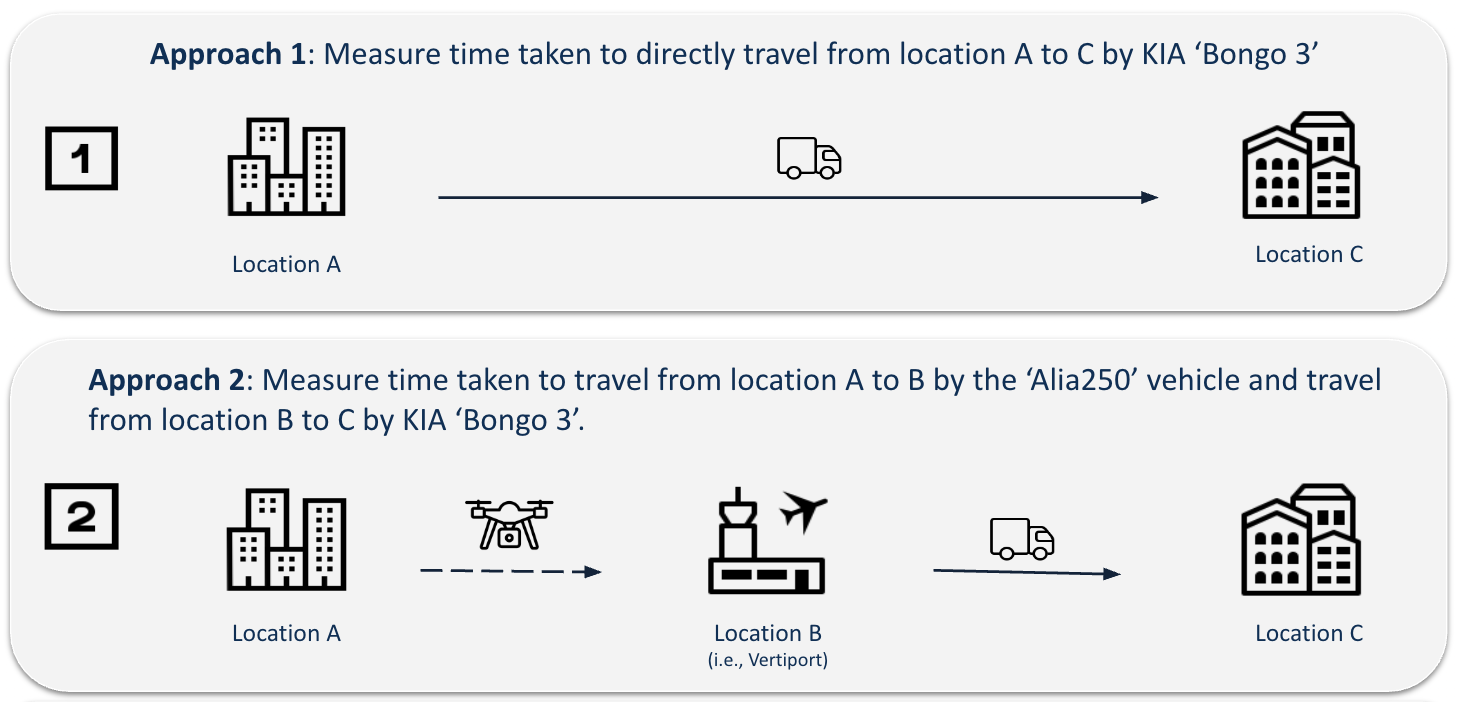 Approach 1: Measure time taken to directly travel from location A to C by KIA ‘Bongo 3’
1
Location A
Location C
Approach 2: Measure time taken to travel from location A to B by the ‘Alia250’ vehicle and travel
from location B to C by KIA ‘Bongo 3’.
2
Location A
Location B
(i.e., Vertiport)
Location C